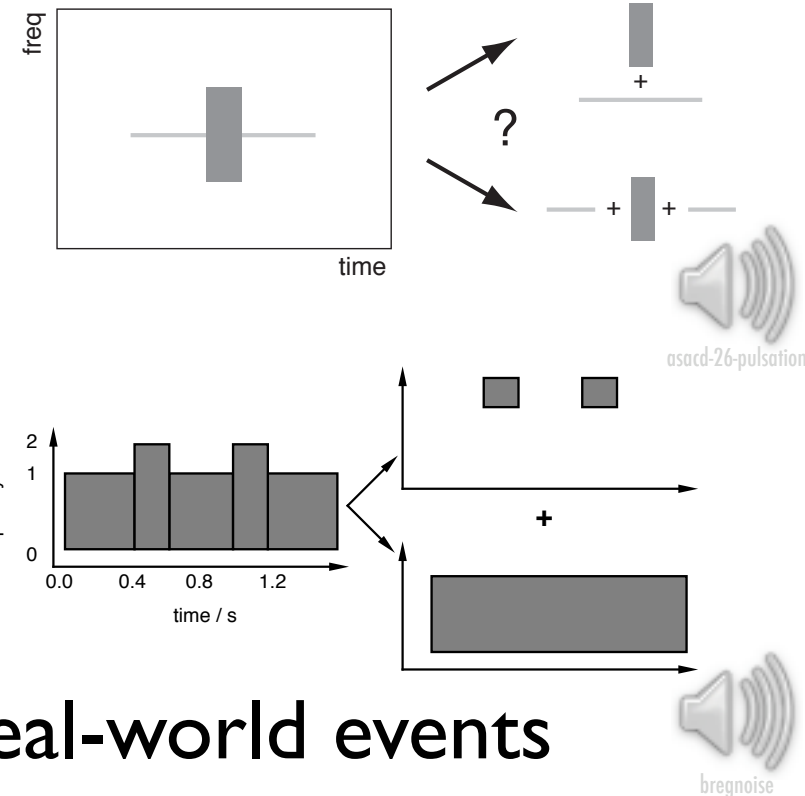 freq
+
?
+ +
time
asacd-26-pulsation
2
1
0
0.0 0.4 0.8 1.2
time / s
+
real-world events
bregnoise